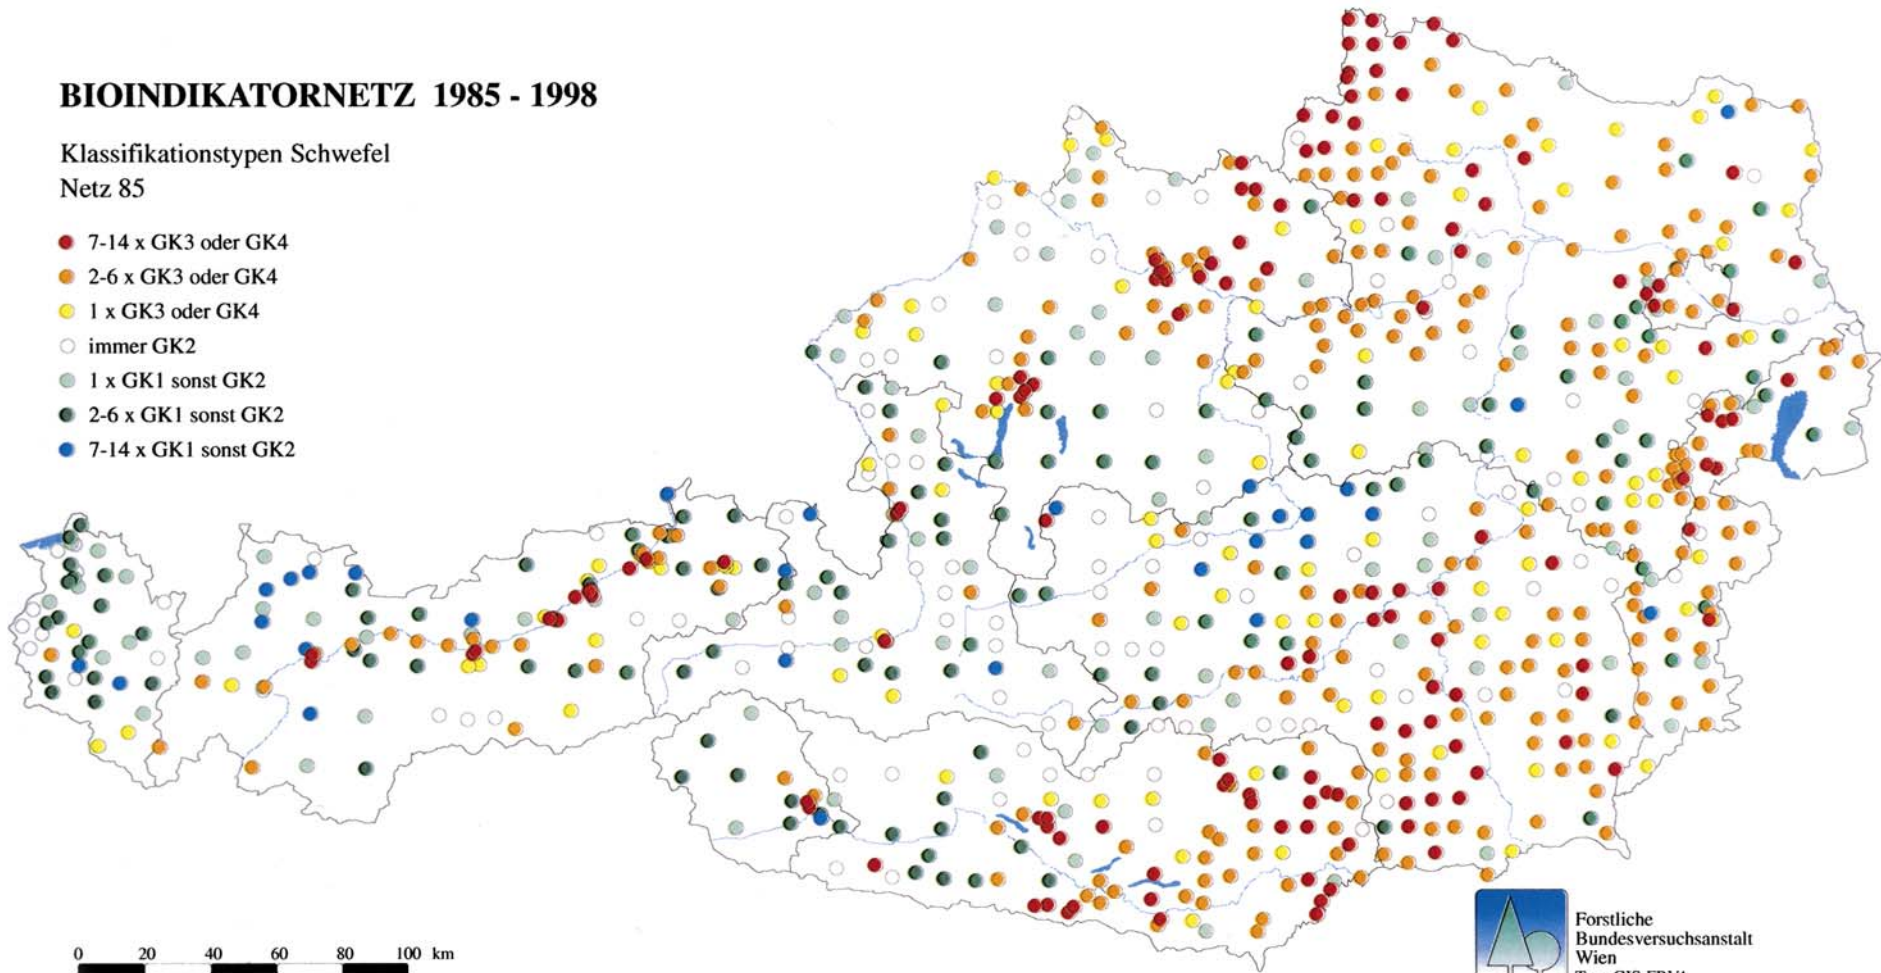 BIOINDIKATORNETZ 1985 - 1998
Klassifikationstypen Schwefel
Netz 85
7-14 x GK3 oder GK4
2-6 x GK3 oder GK4
1 x GK3 oder GK4
immer GK2
1 x GK1 sonst GK2
2-6 x GK1 sonst GK2
7-14 x GK1 sonst GK2
0 20 40 60 80 100 km
Forstliche
Bundesversuchsanstalt
Wien